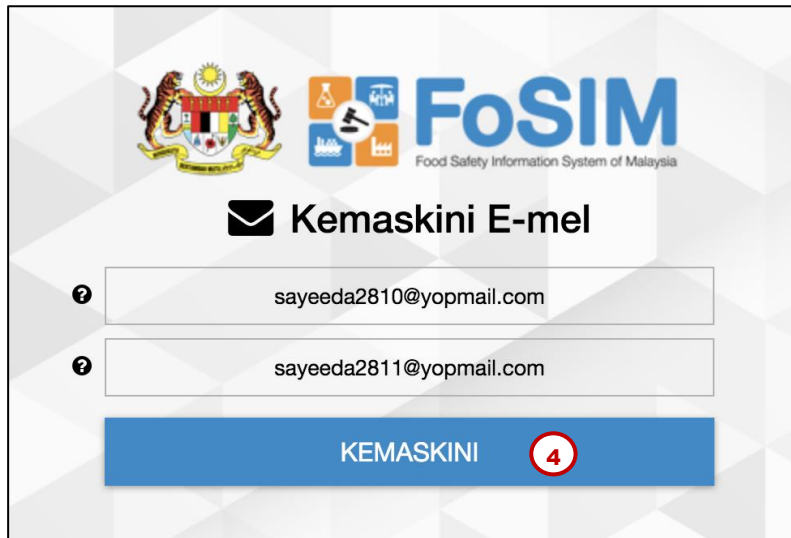 FoSIM
Food Safety Information System of Malaysia
Kemaskini E-mel
?
sayeeda2810@yopmail.com
?
sayeeda2811@yopmail.com
KEMASKINI 4